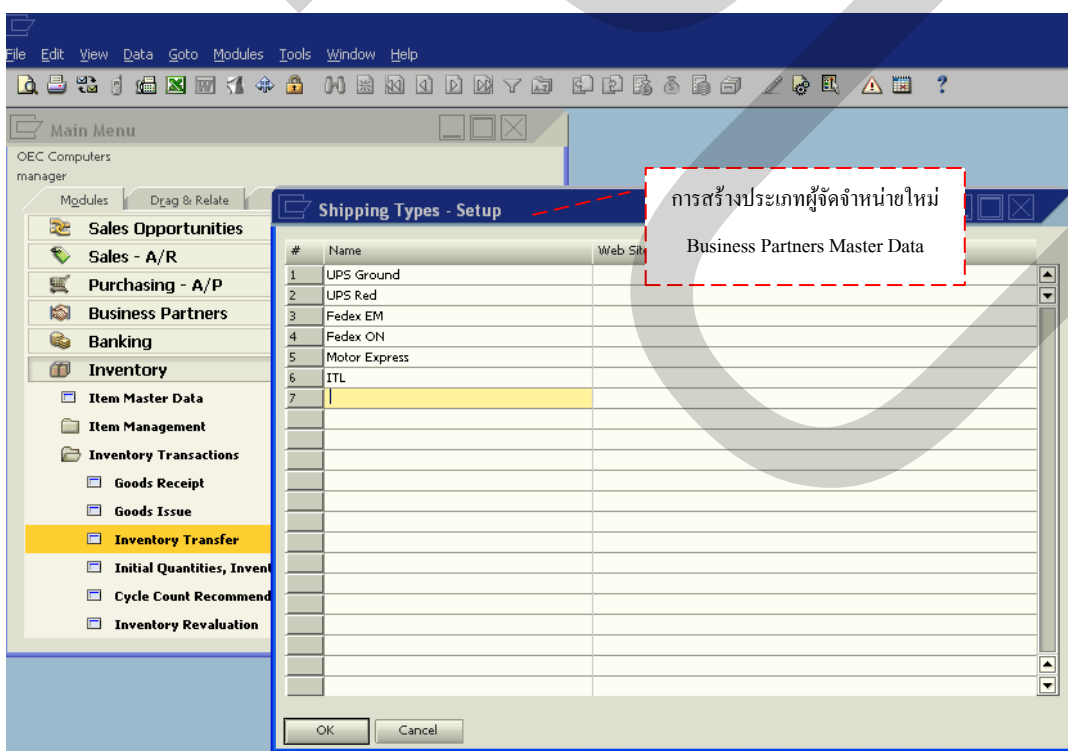 File Edit View Data Goto Modules Tools Window Help
Main Menu
OEC Computers
manager
Modules Drag & Relate
Sales Opportunities
Sales - A/R
Purchasing - A/P
Business Partners
Banking
Inventory
Item Master Data
Item Management
Inventory Transactions
Goods Receipt
Goods Issue
Inventory Transfer
Initial Quantities, Invent
Cycle Count Recommend
Inventory Revaluation
Shipping Types - Setup
การสร้างประเภทผู้จัดจำหน่ายใหม่
Business Partners Master Data
# Name Web Site
1 UPS Ground
2 UPS Red
3 Fedex EM
4 Fedex ON
5 Motor Express
6 ITL
7
OK Cancel